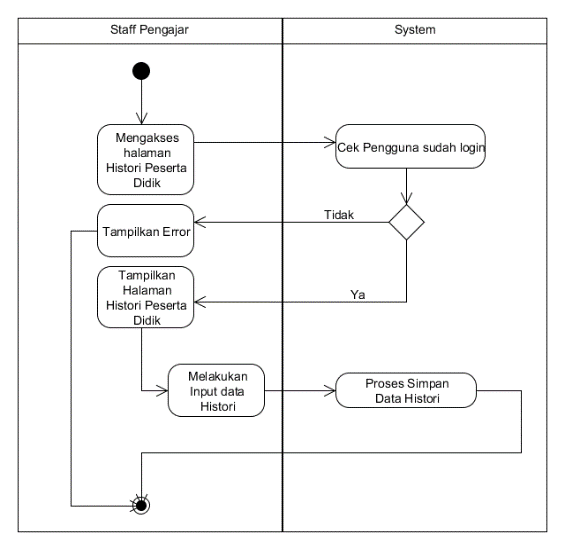 Staff Pengajar
System
Mengakses
halaman
Histori Peserta
Didik
Cek Pengguna sudah login
Tidak
Tampilkan Error
Tampilkan
Halaman
Histori Peserta
Didik
Ya
Melakukan
Input data
Histori
Proses Simpan
Data Histori